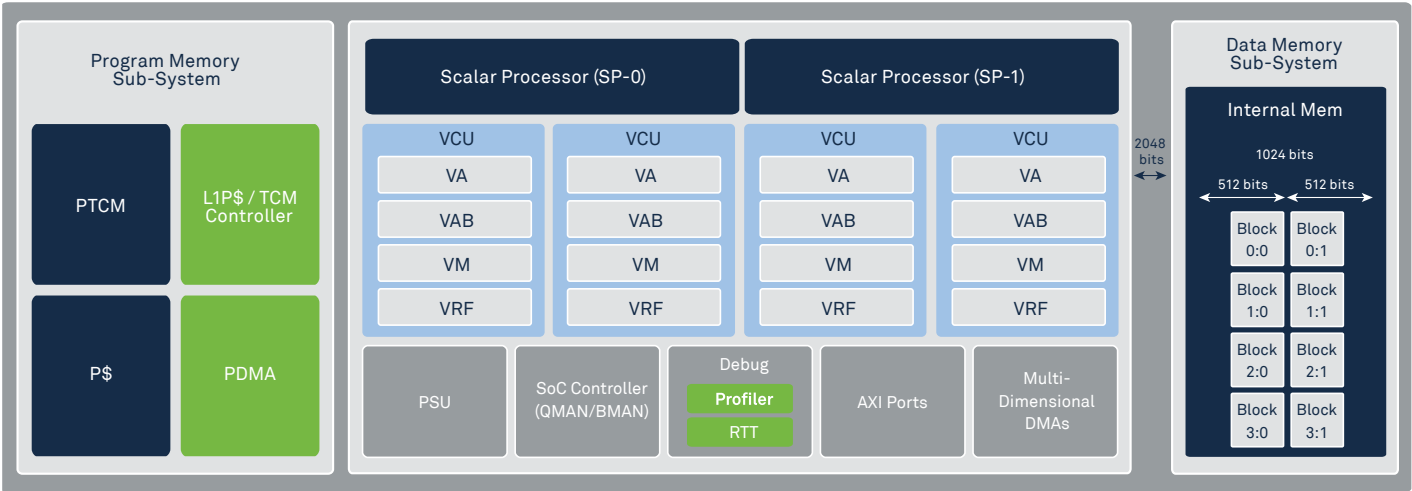 Program Memory
Sub-System
PTCM
L1P$ / TCM
Controller
P$
PDMA
Scalar Processor (SP-0)
Scalar Processor (SP-1)
VCU
VA
VAB
VM
VRF
VCU
VA
VAB
VM
VRF
VCU
VA
VAB
VM
VRF
VCU
VA
VAB
VM
VRF
PSU
SoC Controller
(QMAN/BMAN)
Debug
Profiler
RTT
AXI Ports
Multi-
Dimensional
DMAs
2048
bits
Data Memory
Sub-System
Internal Mem
1024 bits
512 bits
512 bits
Block
0:0
Block
0:1
Block
1:0
Block
1:1
Block
2:0
Block
2:1
Block
3:0
Block
3:1